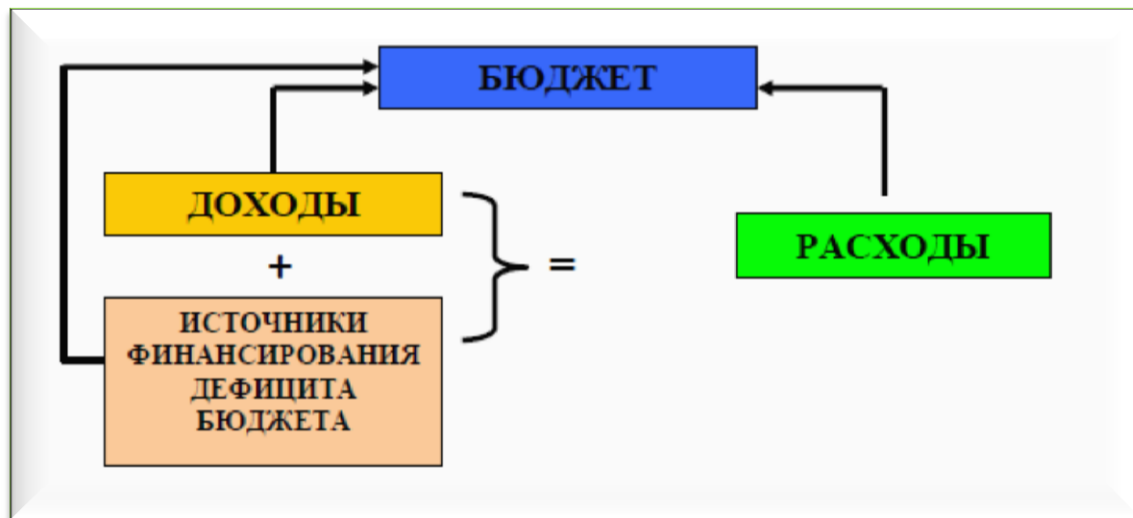 БЮДЖЕТ
ДОХОДЫ
+
=
РАСХОДЫ
ИСТОЧНИКИ
ФИНАНСИРОВАНИЯ
ДЕФИЦИТА
БЮДЖЕТА